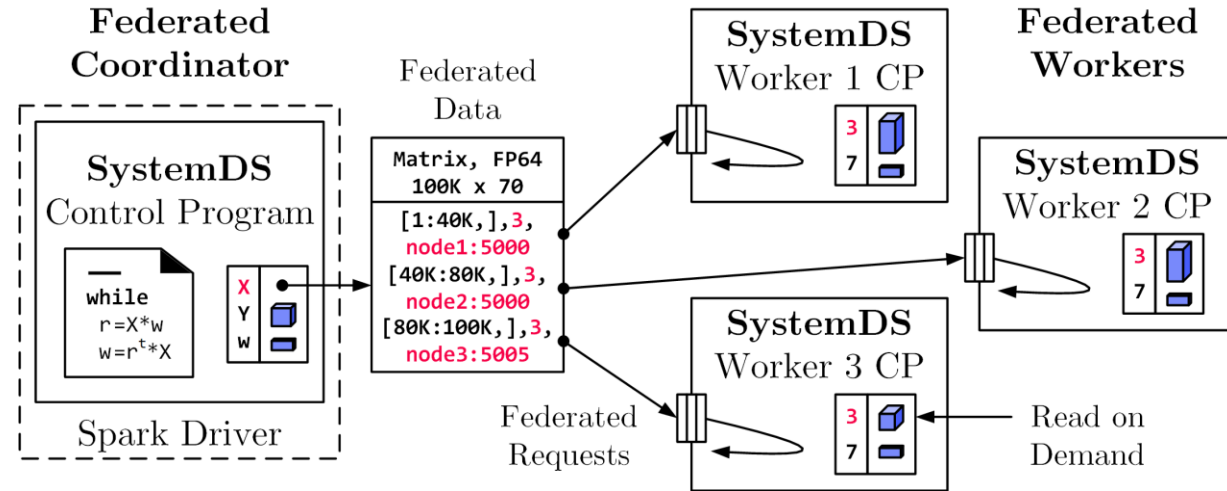 Federated
Coordinator
SystemDS
Control Program
while
r=X*w
w=rᵗ*X
X
Y
w
Spark Driver
Federated
Data
Matrix, FP64
100K x 70
[1:40K,],3,
node1:5000
[40K:80K,],3,
node2:5000
[80K:100K,],3,
node3:5005
Federated
Requests
SystemDS
Worker 1 CP
3
7
Federated
Workers
SystemDS
Worker 2 CP
3
7
SystemDS
Worker 3 CP
3
7
Read on
Demand